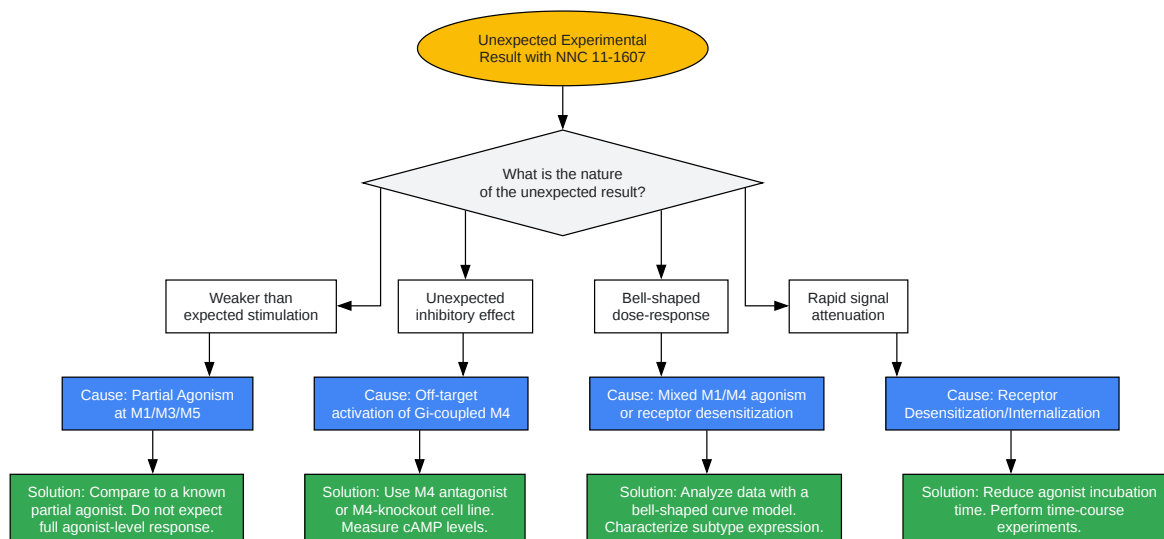 Unexpected Experimental
Result with NNC 11-1607
What is the nature
of the unexpected result?
Weaker than
expected stimulation
Unexpected
inhibitory effect
Bell-shaped
dose-response
Rapid signal
attenuation
Cause: Partial Agonism
at M1/M3/M5
Cause: Off-target
activation of Gi-coupled M4
Cause: Mixed M1/M4 agonism
or receptor desensitization
Cause: Receptor
Desensitization/Internalization
Solution: Compare to a known
partial agonist. Do not expect
full agonist-level response.
Solution: Use M4 antagonist
or M4-knockout cell line.
Measure cAMP levels.
Solution: Analyze data with a
bell-shaped curve model.
Characterize subtype expression.
Solution: Reduce agonist incubation
time. Perform time-course
experiments.